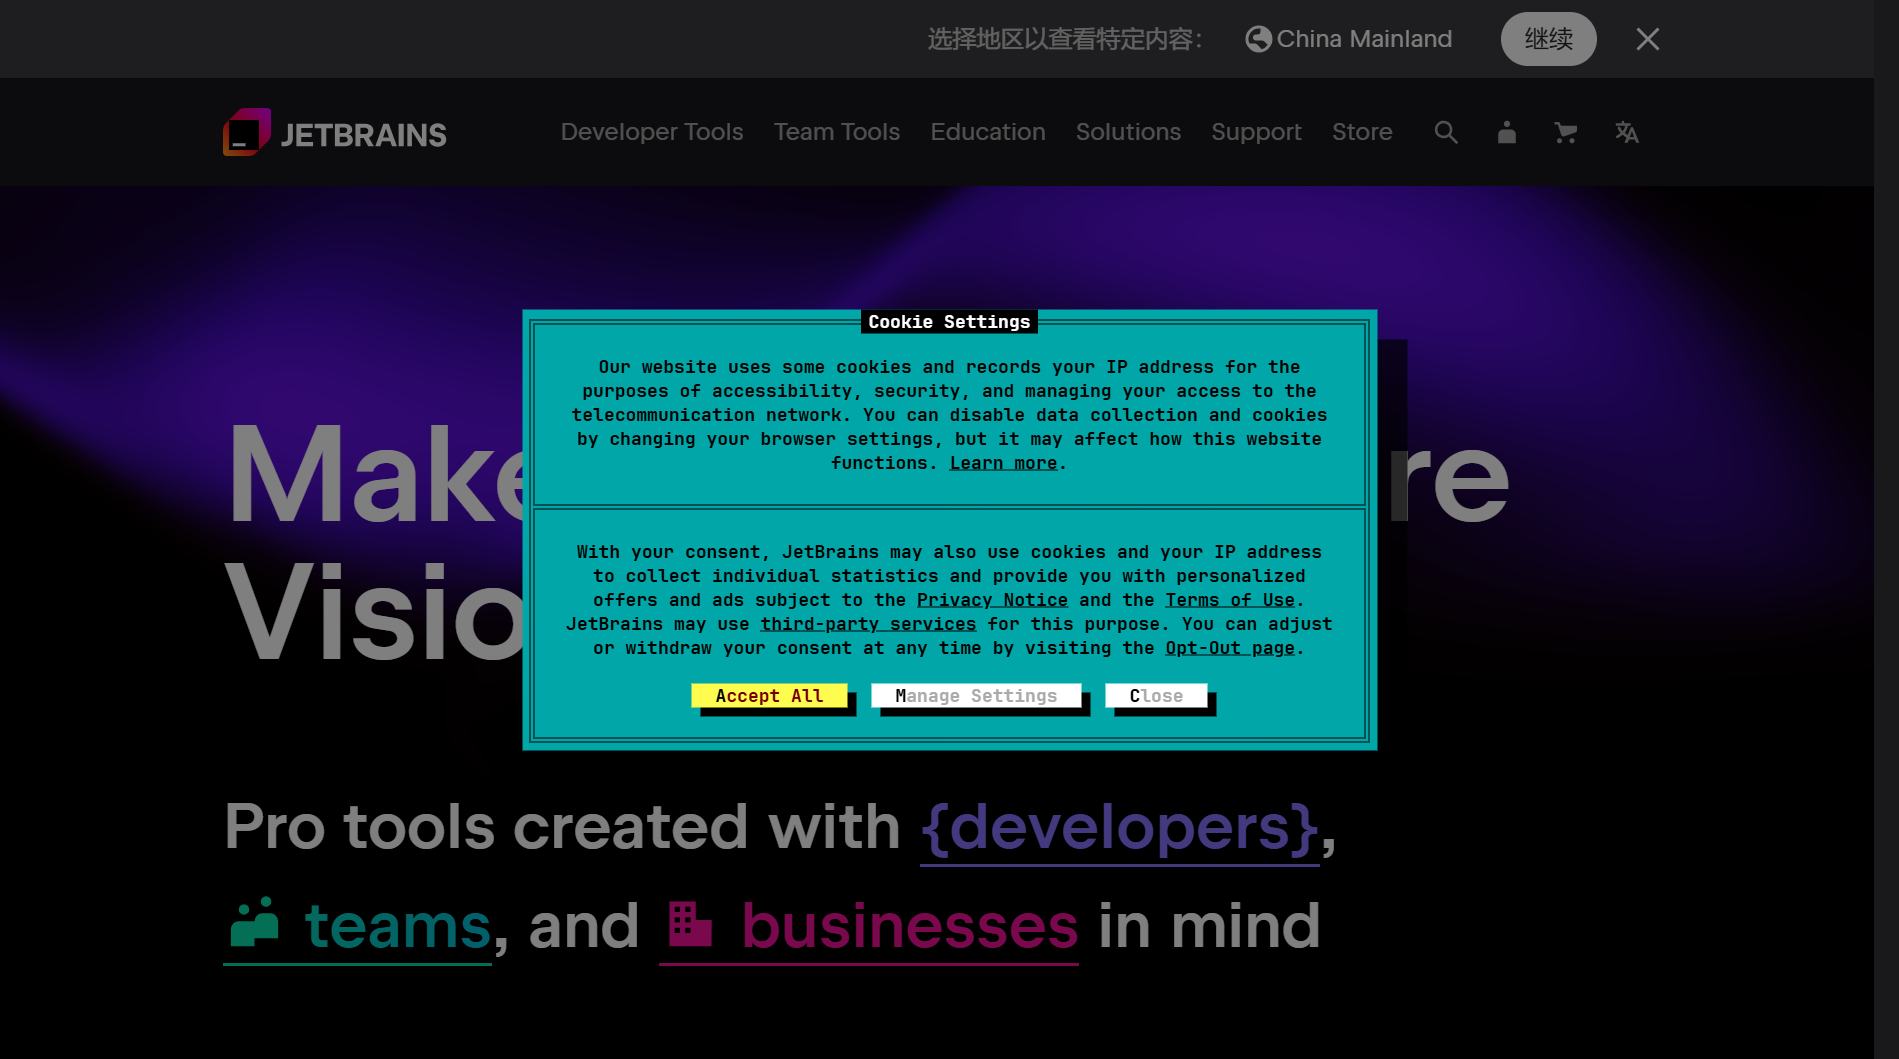 选择地区以查看特定内容：
China Mainland
继续
JETBRAINS
Developer Tools
Team Tools
Education
Solutions
Support
Store
Cookie Settings
Our website uses some cookies and records your IP address for the
purposes of accessibility, security, and managing your access to the
telecommunication network. You can disable data collection and cookies
by changing your browser settings, but it may affect how this website
functions. Learn more.
With your consent, JetBrains may also use cookies and your IP address
to collect individual statistics and provide you with personalized
offers and ads subject to the Privacy Notice and the Terms of Use.
JetBrains may use third-party services for this purpose. You can adjust
or withdraw your consent at any time by visiting the Opt-Out page.
Accept All
Manage Settings
Close
Make
Pro tools created with {developers},
teams, and businesses in mind